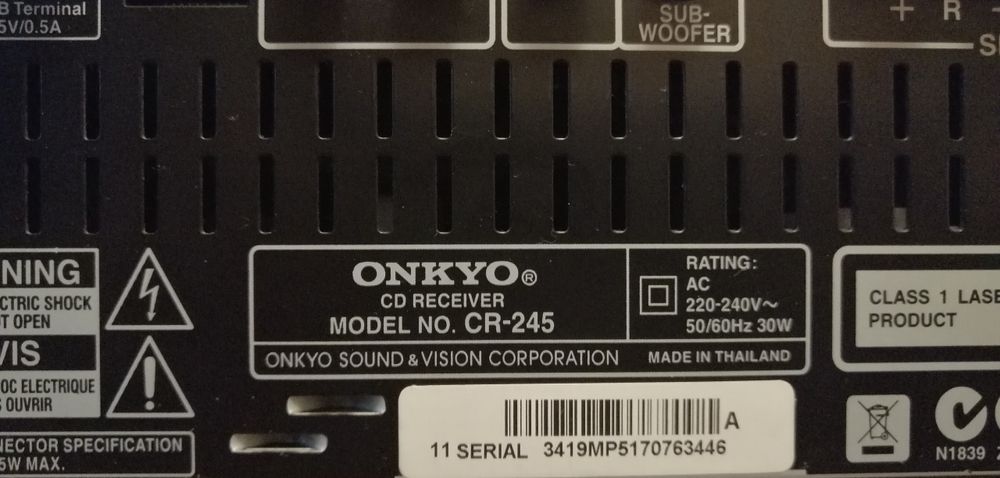 B Terminal
5V/0.5A
SUB-
WOOFER
+ R
ONKYO®
CD RECEIVER
MODEL NO. CR-245
RATING:
AC
220-240V~
50/60Hz 30W
ONKYO SOUND & VISION CORPORATION
MADE IN THAILAND
NING
CTRIC SHOCK
T OPEN
VIS
OC ELECTRIQUE
S OUVRIR
NECTOR SPECIFICATION
5W MAX.
CLASS 1 LASE
PRODUCT
A
11 SERIAL 3419MP5170763446
N1839